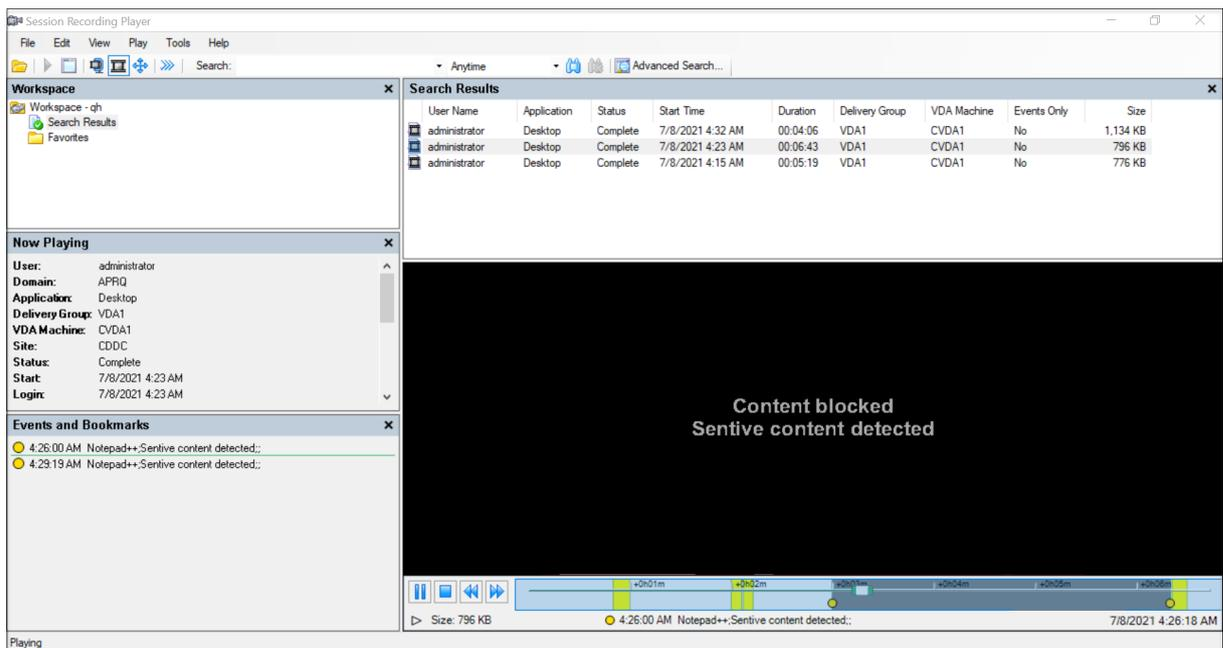 Session Recording Player
File Edit View Play Tools Help
Search: Anytime Advanced Search...
Workspace
Workspace - qh
Search Results
Favorites
Search Results
User Name Application Status Start Time Duration Delivery Group VDA Machine Events Only Size
administrator Desktop Complete 7/8/2021 4:32 AM 00:04:06 VDA1 CVDA1 No 1,134 KB
administrator Desktop Complete 7/8/2021 4:23 AM 00:06:43 VDA1 CVDA1 No 796 KB
administrator Desktop Complete 7/8/2021 4:15 AM 00:05:19 VDA1 CVDA1 No 776 KB
Now Playing
User: administrator
Domain: APRQ
Application: Desktop
Delivery Group: VDA1
VDA Machine: CVDA1
Site: CDDC
Status: Complete
Start: 7/8/2021 4:23 AM
Login: 7/8/2021 4:23 AM
Events and Bookmarks
4:26:00 AM Notepad++;Sentive content detected;;
4:29:19 AM Notepad++;Sentive content detected;;
Content blocked
Sentive content detected
+0h01m +0h02m +0h03m +0h04m +0h05m +0h06m
Size: 796 KB 4:26:00 AM Notepad++;Sentive content detected;; 7/8/2021 4:26:18 AM
Playing